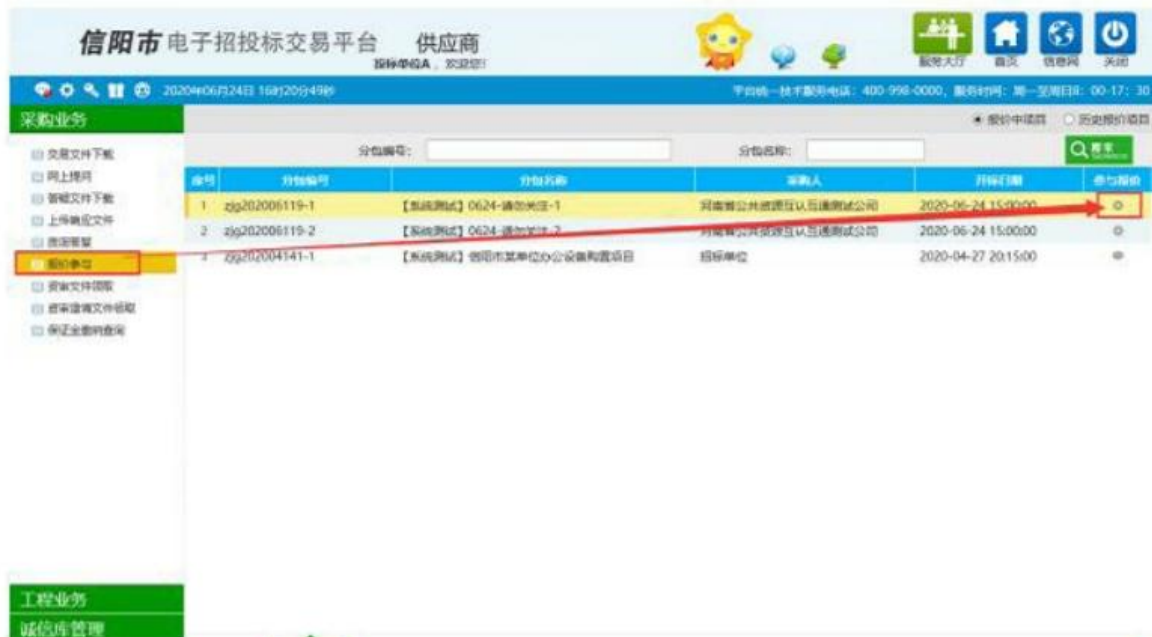 信阳市 电子招投标交易平台 供应商
投标单位A，欢迎您!
服务大厅 首页 信息网 关闭
2020年06月24日 16时20分49秒 平台统一技术服务电话: 400-998-0000, 服务时间: 周一至周日8: 00-17: 30
采购业务
报价中项目 历史报价项目
分包编号: 分包名称: 搜索
序号 分包编号 分包名称 采购人 开标日期 参与报价
1 zjg202006119-1 【系统测试】0624-请勿关注-1 河南省公共资源互认互通测试公司 2020-06-24 15:00:00
2 zjg202006119-2 【系统测试】0624-请勿关注-2 河南省公共资源互认互通测试公司 2020-06-24 15:00:00
3 zjg202004141-1 【系统测试】信阳市某单位办公设备购置项目 招标单位 2020-04-27 20:15:00
交易文件下载
网上提问
答疑文件下载
上传响应文件
报价参与
资审文件领取
资审澄清文件领取
保证金缴纳查询
工程业务
诚信库管理